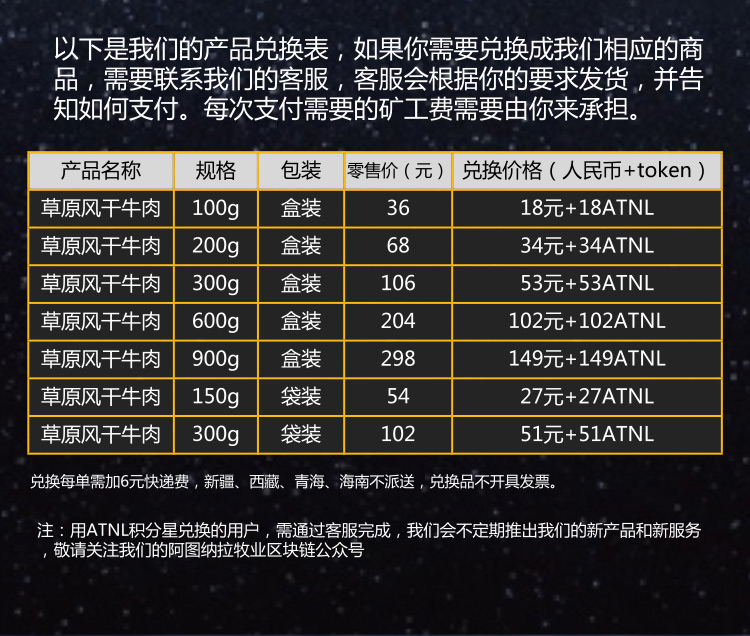 以下是我们的产品兑换表，如果你需要兑换成我们相应的商
品，需要联系我们的客服，客服会根据你的要求发货，并告
知如何支付。每次支付需要的矿工费需要由你来承担。
产品名称 规格 包装 零售价（元） 兑换价格（人民币+token）
草原风干牛肉 100g 盒装 36 18元+18ATNL
草原风干牛肉 200g 盒装 68 34元+34ATNL
草原风干牛肉 300g 盒装 106 53元+53ATNL
草原风干牛肉 600g 盒装 204 102元+102ATNL
草原风干牛肉 900g 盒装 298 149元+149ATNL
草原风干牛肉 150g 袋装 54 27元+27ATNL
草原风干牛肉 300g 袋装 102 51元+51ATNL
兑换每单需加6元快递费，新疆、西藏、青海、海南不派送，兑换品不开具发票。
注：用ATNL积分星兑换的用户，需通过客服完成，我们会不定期推出我们的新产品和新服务
，敬请关注我们的阿图纳拉牧业区块链公众号